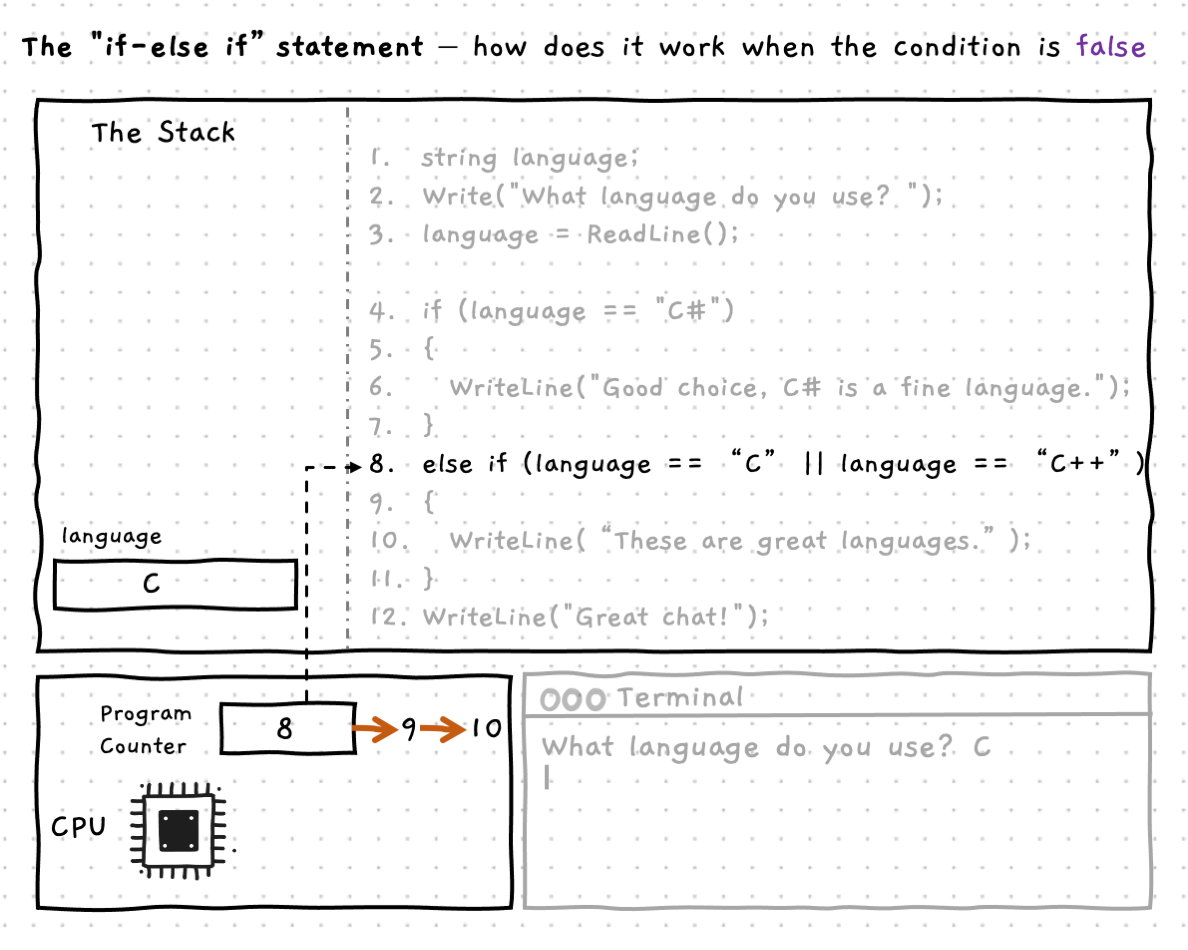 The "if-else if” statement — how does it work when the condition is false
The Stack
1. string language;
2. Write("What language do you use? ");
3. language = ReadLine();
4. if (language == "C#")
5. {
6. WriteLine("Good choice, C# is a fine language.");
7. }
8. else if (language == “C” || language == “C++” )
9. {
10. WriteLine( “These are great languages.” );
11. }
12. WriteLine("Great chat!");
language
C
Program
Counter
8 9 10
CPU
Terminal
What language do you use? C